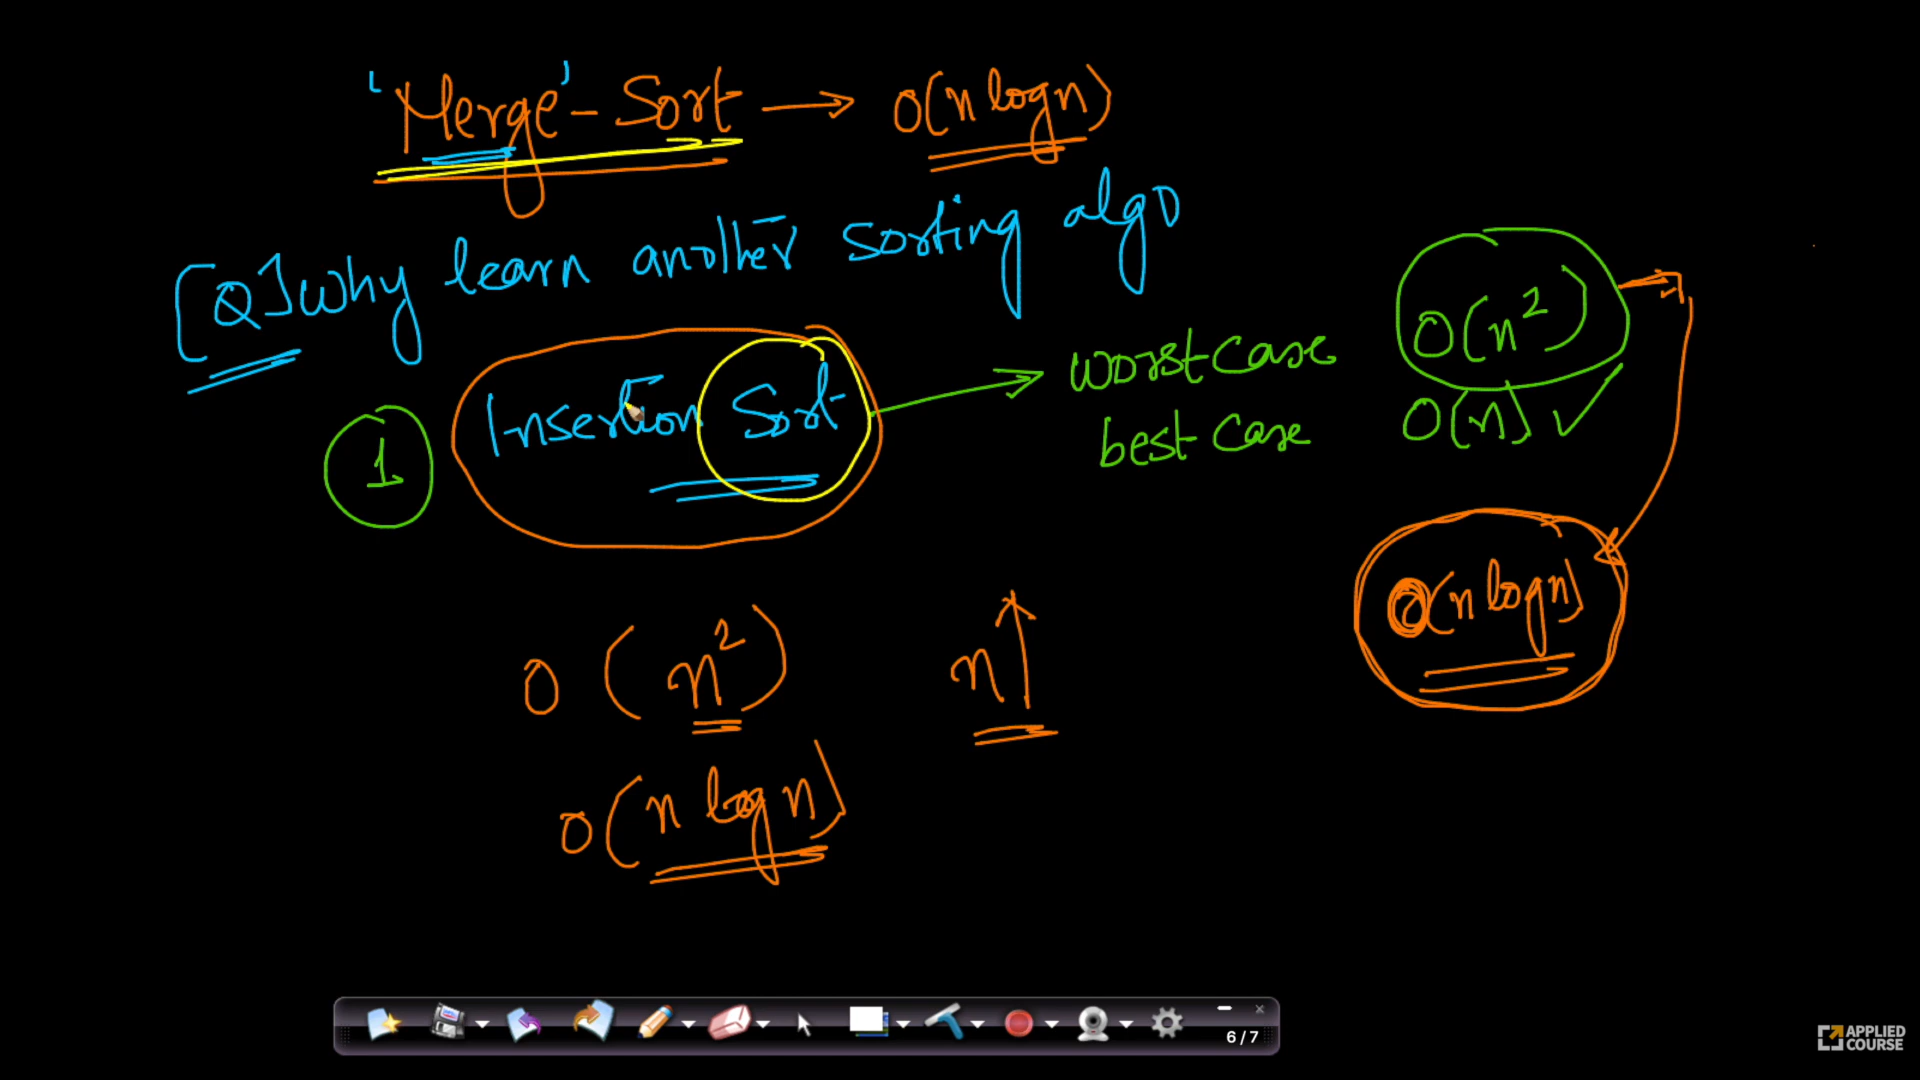 'Merge' - Sort → O(n log n)
[Q] Why learn another sorting algo
1
Insertion Sort → worst case O(n²)
best case O(n) ✓
O(n log n)
O(n²) n↑
O(n log n)
6/7
APPLIED
COURSE